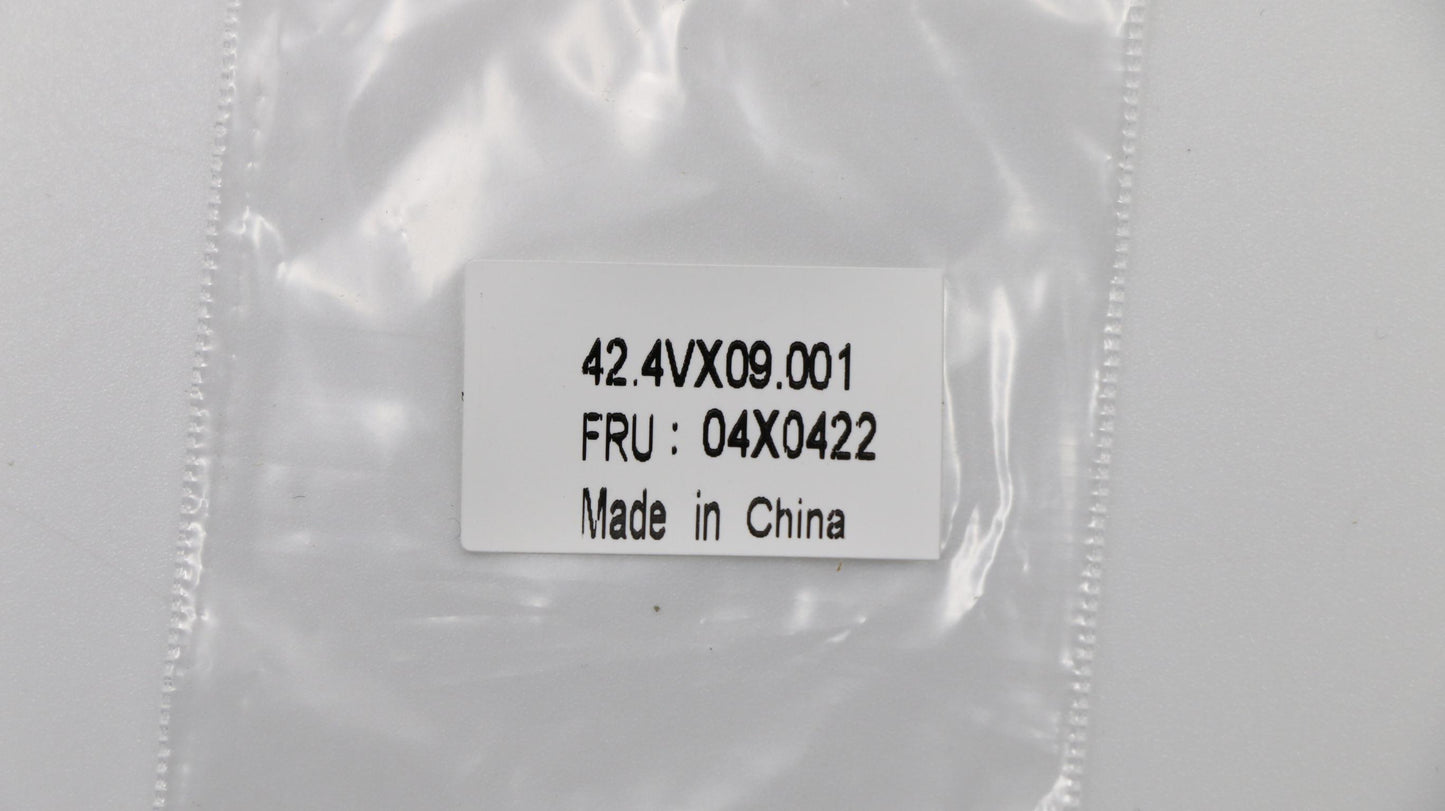 42.4VX09.001
FRU : 04X0422
Made in China